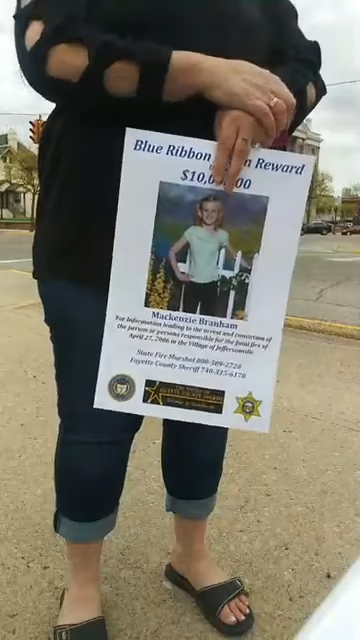 Blue Ribbon Reward
$10,000
Mackenzie Branham
For Information leading to the arrest and conviction of
the person or persons responsible for the fatal fire of
April 27, 2006 in the Village of Jeffersonville
State Fire Marshal 800-589-2728
Fayette County Sheriff 740-335-6170